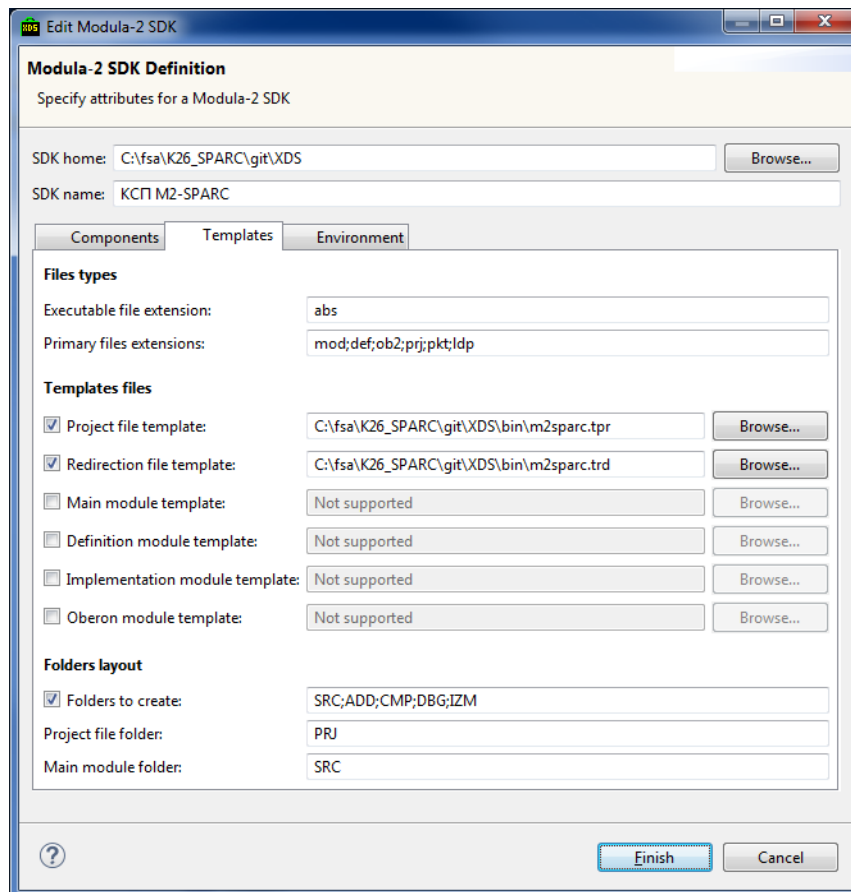 XDS Edit Modula-2 SDK
Modula-2 SDK Definition
Specify attributes for a Modula-2 SDK
SDK home: C:\fsa\K26_SPARC\git\XDS Browse...
SDK name: КСП M2-SPARC
Components Templates Environment
Files types
Executable file extension: abs
Primary files extensions: mod;def;ob2;prj;pkt;ldp
Templates files
Project file template: C:\fsa\K26_SPARC\git\XDS\bin\m2sparc.tpr Browse...
Redirection file template: C:\fsa\K26_SPARC\git\XDS\bin\m2sparc.trd Browse...
Main module template: Not supported Browse...
Definition module template: Not supported Browse...
Implementation module template: Not supported Browse...
Oberon module template: Not supported Browse...
Folders layout
Folders to create: SRC;ADD;CMP;DBG;IZM
Project file folder: PRJ
Main module folder: SRC
? Finish Cancel